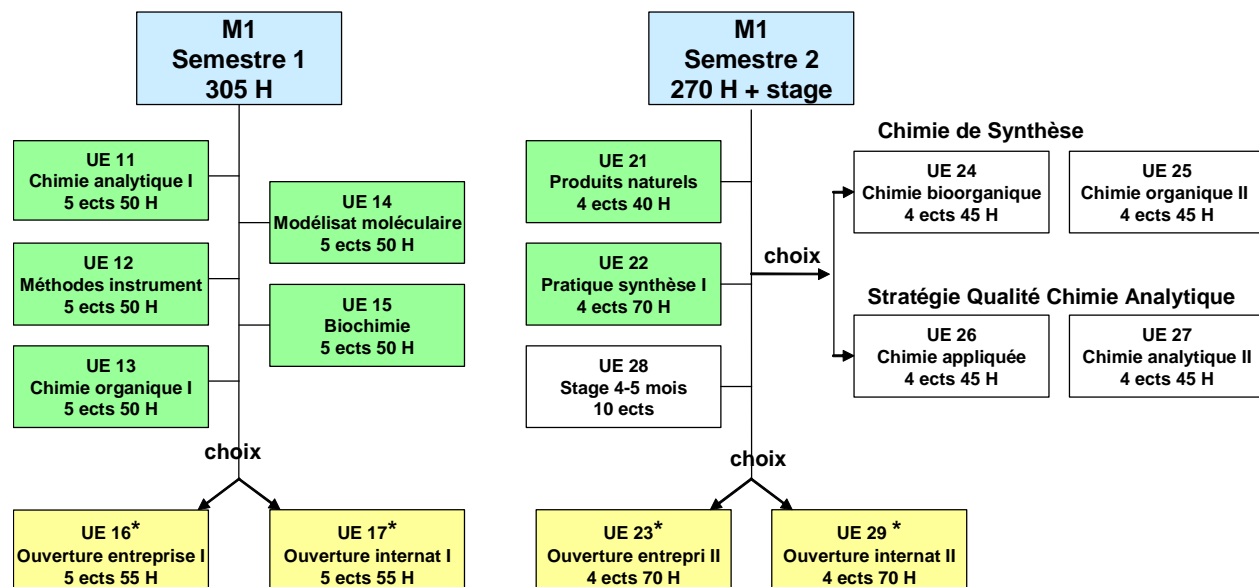 M1
Semestre 1
305 H
UE 11
Chimie analytique I
5 ects 50 H
UE 14
Modélisat moléculaire
5 ects 50 H
UE 12
Méthodes instrument
5 ects 50 H
UE 15
Biochimie
5 ects 50 H
UE 13
Chimie organique I
5 ects 50 H
choix
UE 16*
Ouverture entreprise I
5 ects 55 H
UE 17*
Ouverture internat I
5 ects 55 H
M1
Semestre 2
270 H + stage
UE 21
Produits naturels
4 ects 40 H
UE 22
Pratique synthèse I
4 ects 70 H
UE 28
Stage 4-5 mois
10 ects
choix
Chimie de Synthèse
UE 24
Chimie bioorganique
4 ects 45 H
UE 25
Chimie organique II
4 ects 45 H
Stratégie Qualité Chimie Analytique
UE 26
Chimie appliquée
4 ects 45 H
UE 27
Chimie analytique II
4 ects 45 H
choix
UE 23*
Ouverture entrepri II
4 ects 70 H
UE 29 *
Ouverture internat II
4 ects 70 H